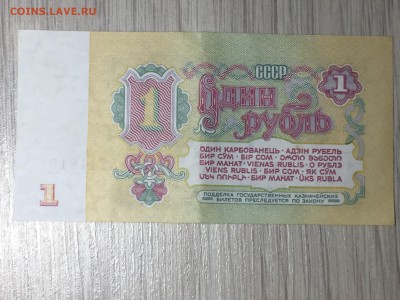 COINS.LAVE.RU
СССР
1 Один 1
рубль
ОДИН КАРБОВАНЕЦЬ · АДЗІН РУБЕЛЬ
БИР СЎМ · БІР СОМ · ᲝᲠᲗᲘ ᲛᲐᲜᲔᲗᲘ
БИР МАНАТ · VIENAS RUBLIS · О РУБЛЭ
VIENS RUBLIS · БИР СОМ · ЯК СӮМ
ՄԵԿ ՌՈՒԲԼԻ · БИР МАНАТ · ÜKS RUBLA
ПОДДЕЛКА ГОСУДАРСТВЕННЫХ КАЗНАЧЕЙСКИХ
БИЛЕТОВ ПРЕСЛЕДУЕТСЯ ПО ЗАКОНУ
1